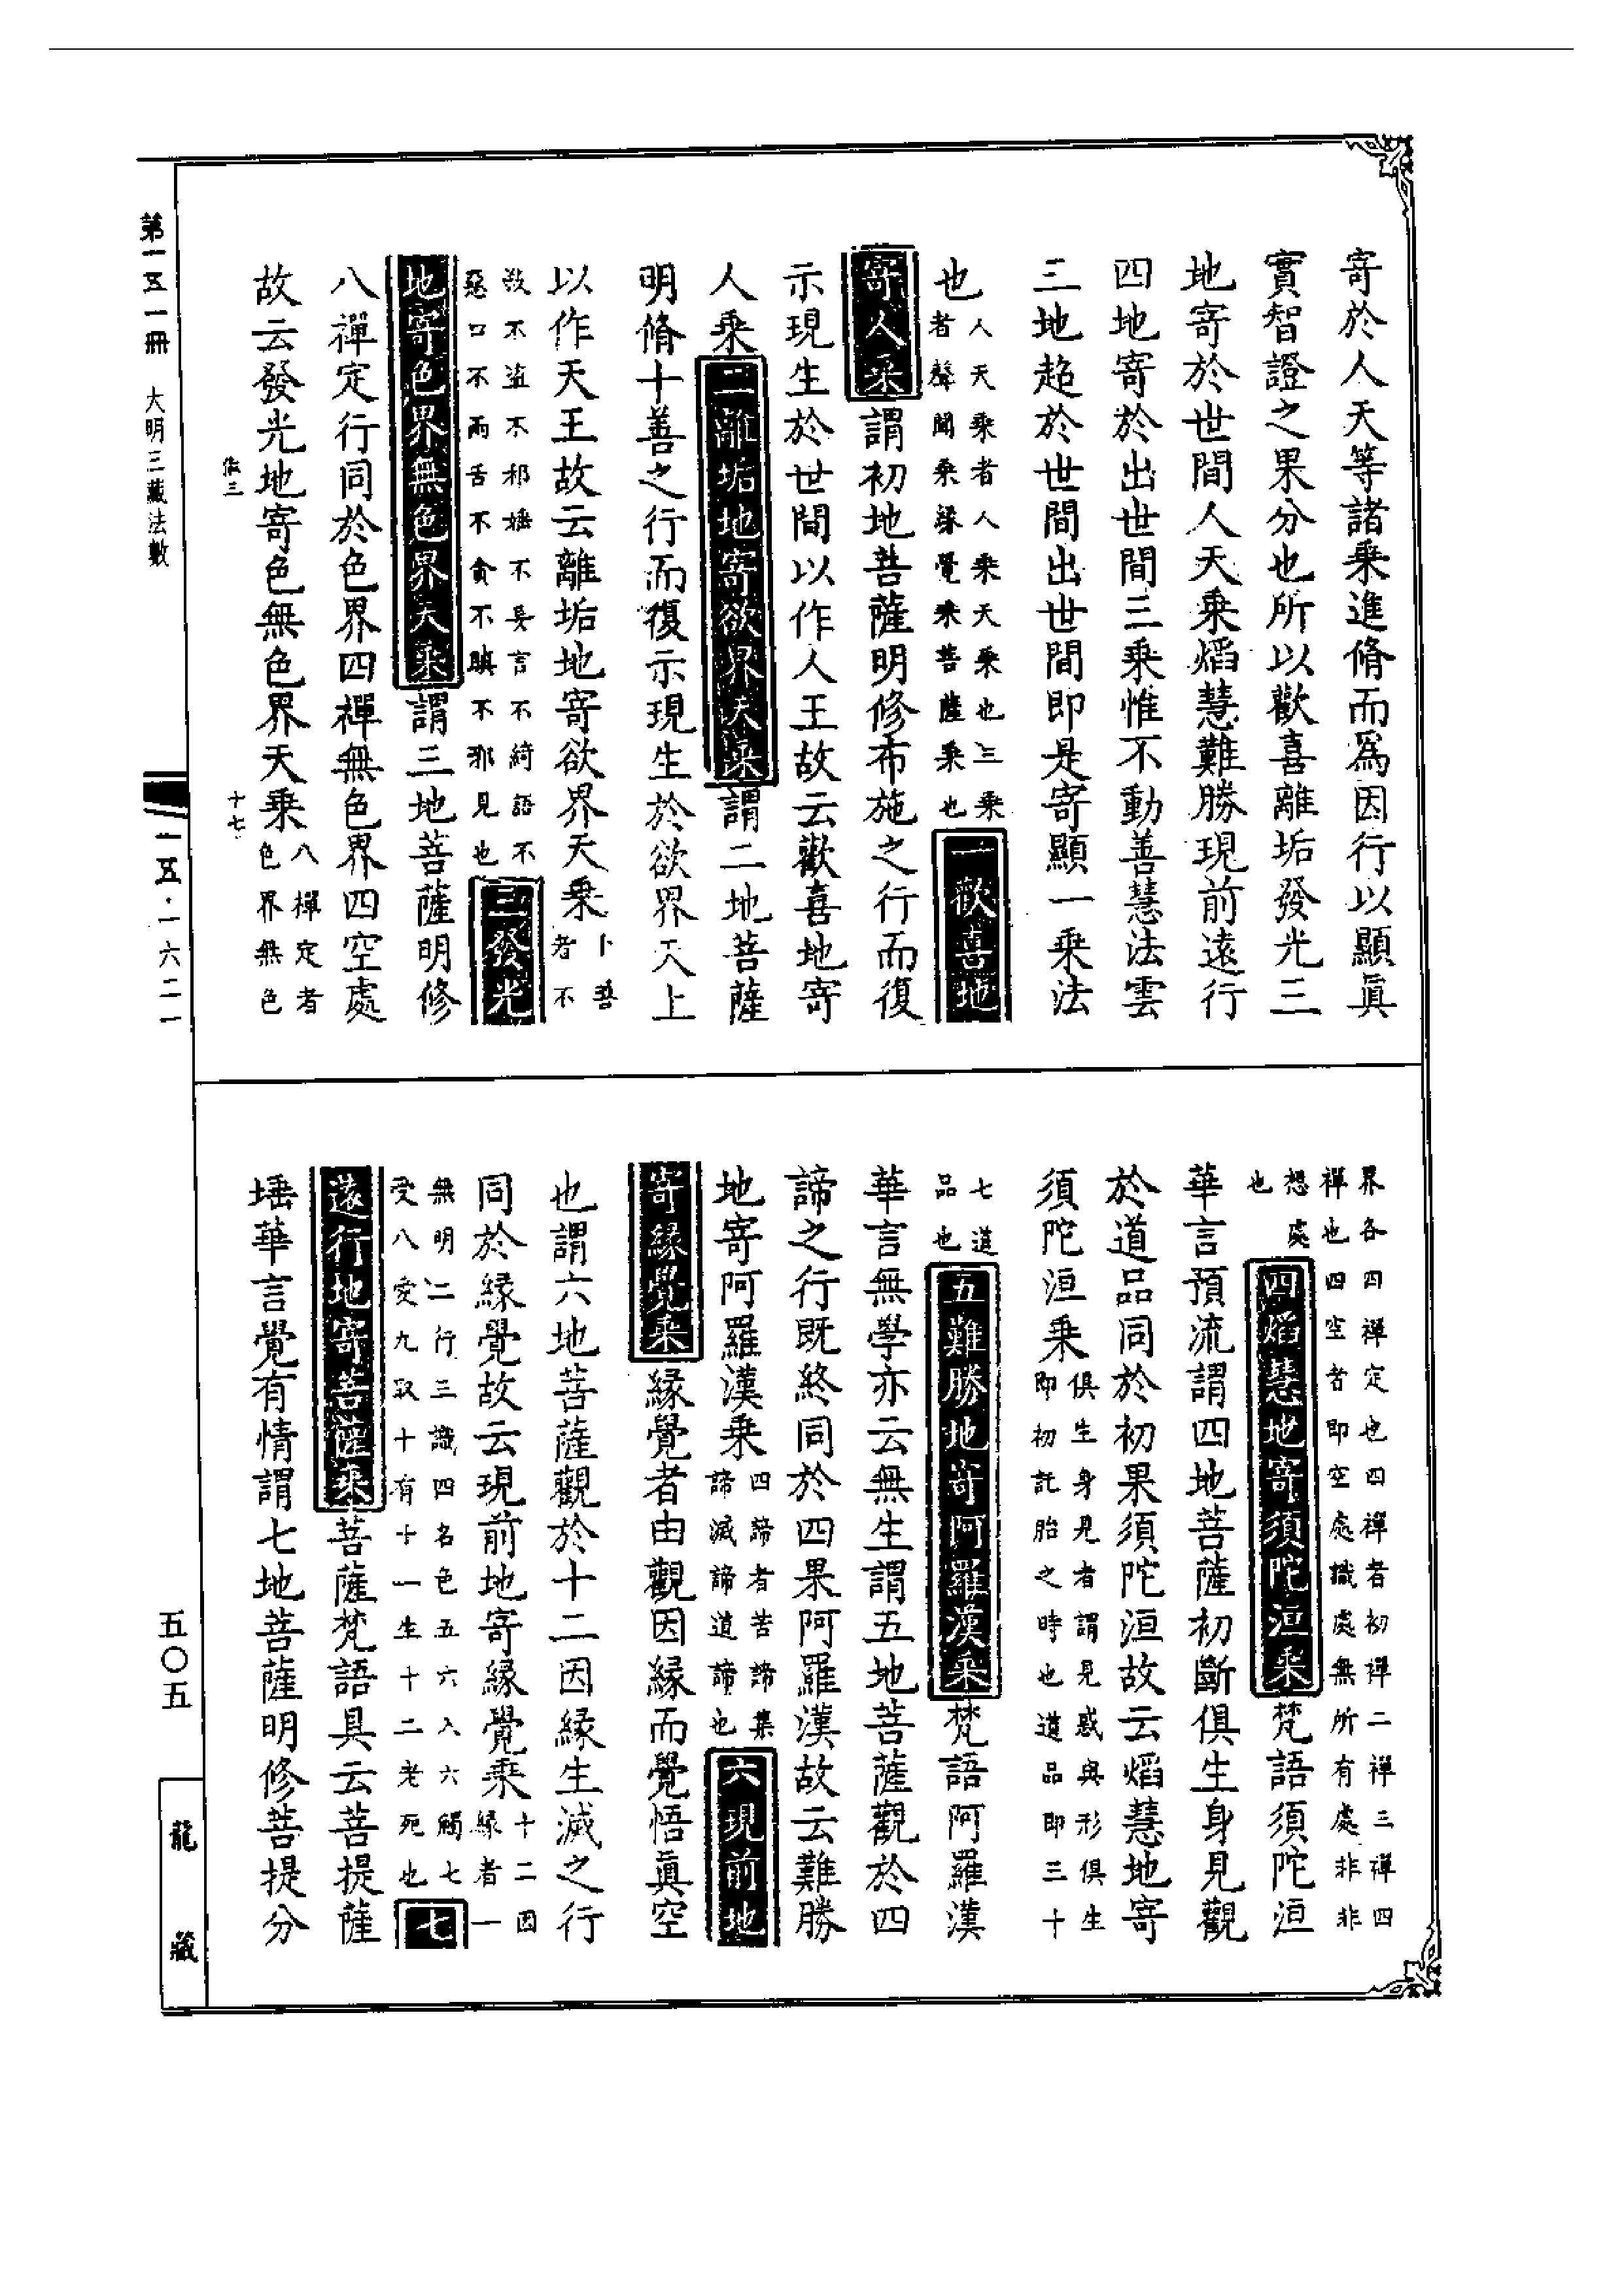 寄於人天等諸乘進脩而爲因行以顯眞
實智證之果分也所以歡喜離垢發光三
地寄於世間人天乘熖慧難勝現前遠行
四地寄於出世間三乘惟不動善慧法雲
三地超於世間出世間即是寄顯一乘法
也人天乘者人乘天乘也三乘者聲聞乘緣覺乘菩薩乘也一歡喜地
寄人乘謂初地菩薩明修布施之行而復
示現生於世間以作人王故云歡喜地寄
人乘二離垢地寄欲界天乘謂二地菩薩
明脩十善之行而復示現生於欲界天上
以作天王故云離垢地寄欲界天乘十善者不
殺不盜不邪婬不妄言不綺語不惡口不兩舌不貪不瞋不邪見也三發光
地寄色界無色界天乘謂三地菩薩明修
八禪定行同於色界四禪無色界四空處
故云發光地寄色無色界天乘八禪定者色界無色
界各四禪定也四禪者初禪二禪三禪四禪也四空者即空處識處無所有處非非想處也四熖慧地寄須陀洹乘梵語須陀洹
華言預流謂四地菩薩初斷俱生身見觀
於道品同於初果須陀洹故云熖慧地寄
須陀洹乘俱生身見者謂見惑與形俱生即初託胎之時也道品即三十
七道品也五難勝地寄阿羅漢乘梵語阿羅漢
華言無學亦云無生謂五地菩薩觀於四
諦之行既終同於四果阿羅漢故云難勝
地寄阿羅漢乘四諦者苦諦集諦滅諦道諦也六現前地
寄緣覺乘緣覺者由觀因緣而覺悟眞空
也謂六地菩薩觀於十二因緣生滅之行
同於緣覺故云現前地寄緣覺乘十二因緣者一
無明二行三識四名色五六入六觸七受八愛九取十有十一生十二老死也七
遠行地寄菩薩乘菩薩梵語具云菩提薩
埵華言覺有情謂七地菩薩明修菩提分
第一五一冊
大明三藏法數
十七
一五·一六二一
五〇五
龍藏